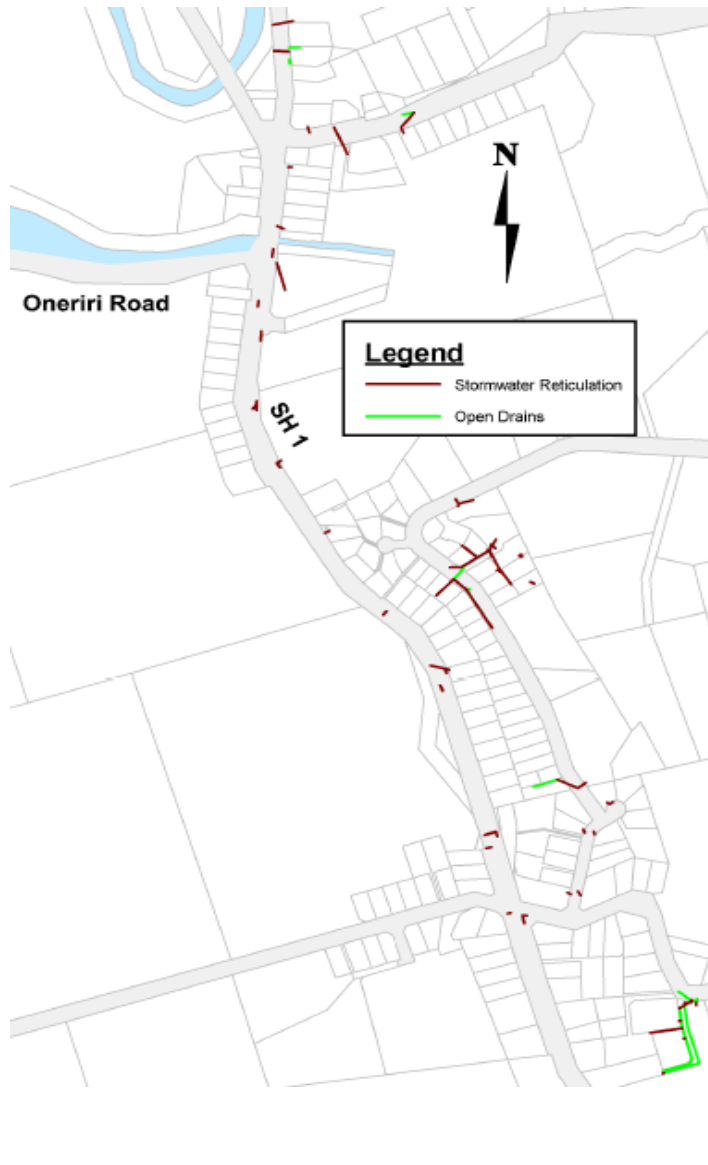 N
Oneriri Road
Legend
Stormwater Reticulation
Open Drains
SH 1